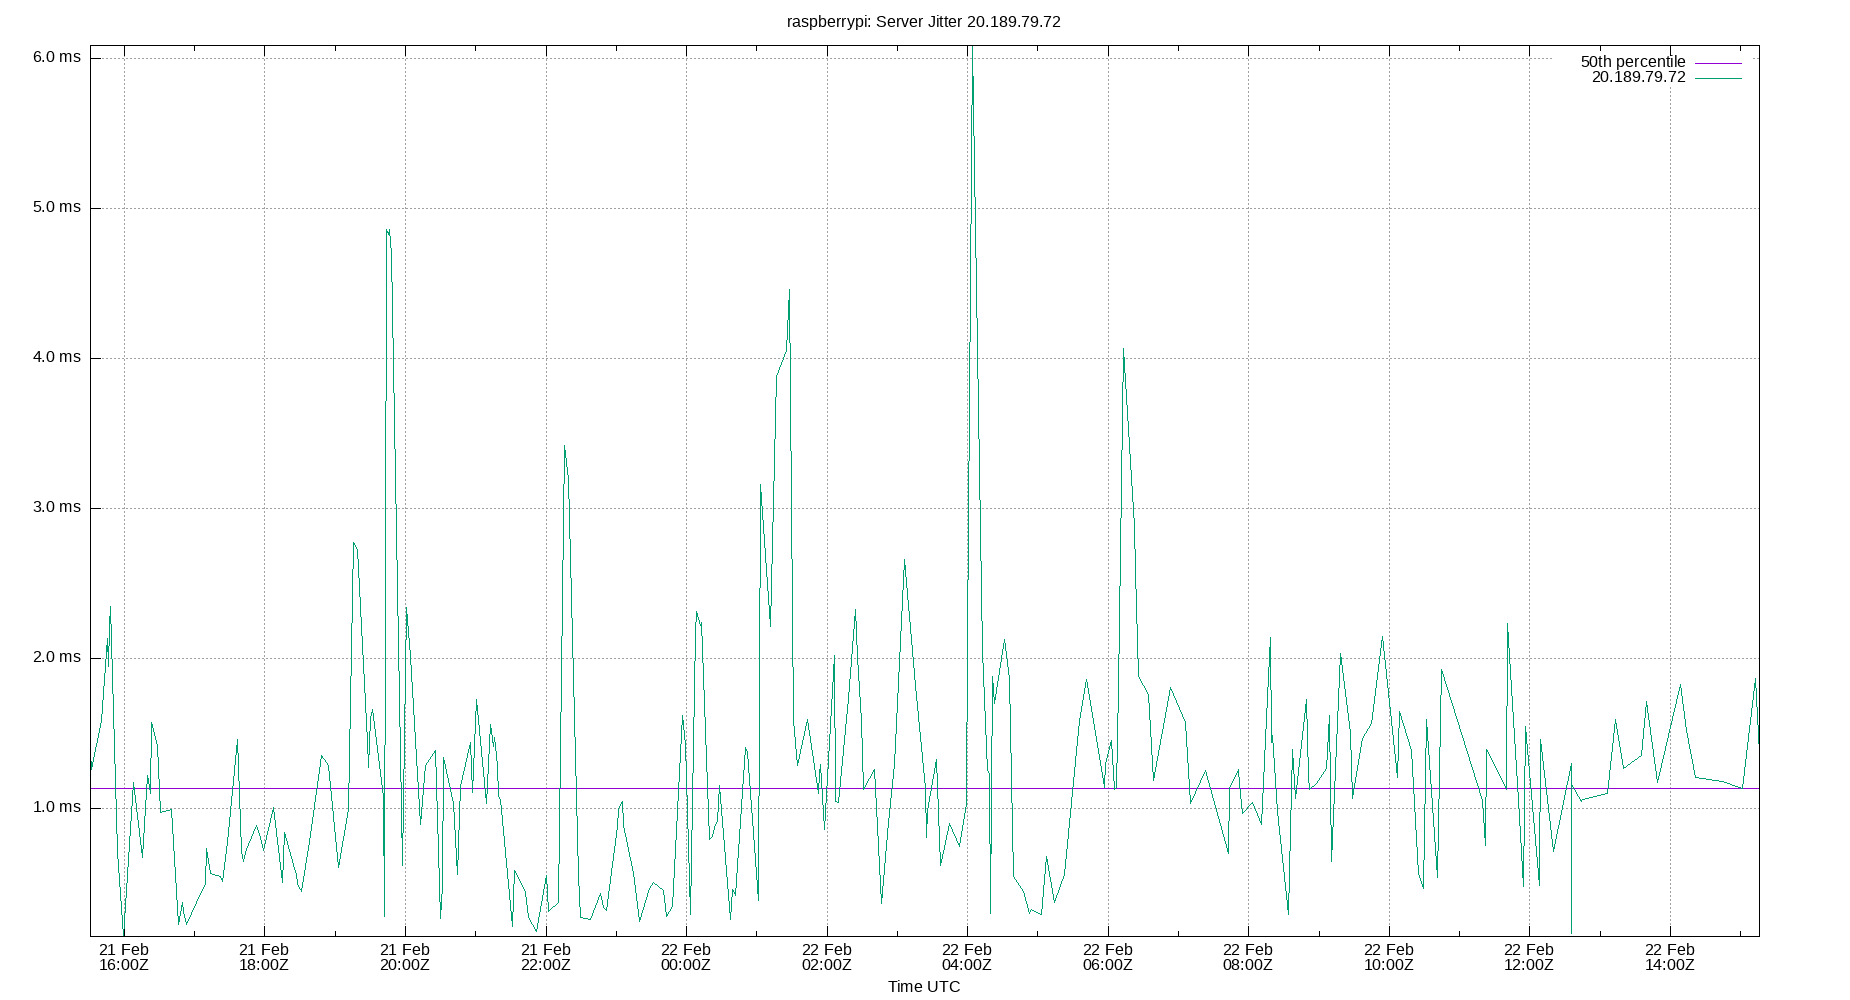 raspberrypi: Server Jitter 20.189.79.72
6.0 ms
5.0 ms
4.0 ms
3.0 ms
2.0 ms
1.0 ms
50th percentile
20.189.79.72
21 Feb
16:00Z
21 Feb
18:00Z
21 Feb
20:00Z
21 Feb
22:00Z
22 Feb
00:00Z
22 Feb
02:00Z
22 Feb
04:00Z
22 Feb
06:00Z
22 Feb
08:00Z
22 Feb
10:00Z
22 Feb
12:00Z
22 Feb
14:00Z
Time UTC